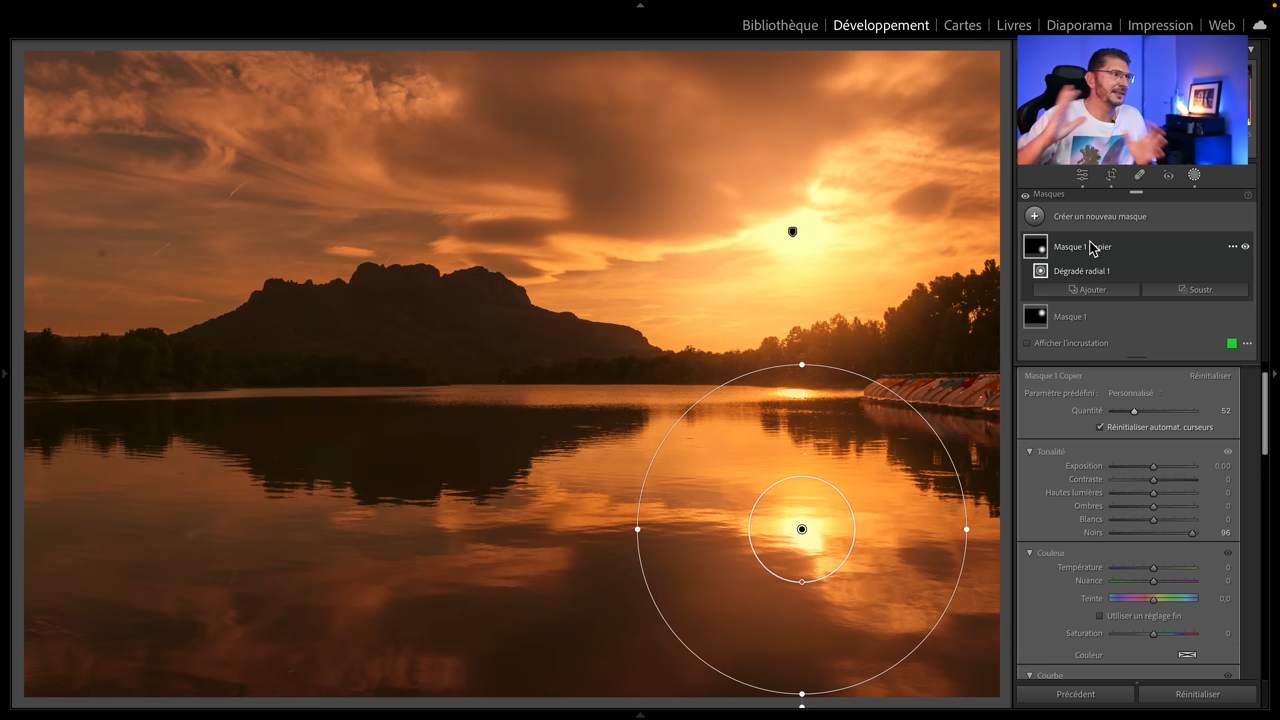 Bibliothèque | Développement | Cartes | Livres | Diaporama | Impression | Web
Masques
Créer un nouveau masque
Masque 1 Copier
Dégradé radial 1
Ajouter
Soustr.
Masque 1
Afficher l'incrustation
Masque 1 Copier Réinitialiser
Paramètre prédéfini : Personnalisé
Quantité 52
Réinitialiser automat. curseurs
Tonalité
Exposition 0,00
Contraste 0
Hautes lumières 0
Ombres 0
Blancs 0
Noirs 96
Couleur
Température 0
Nuance 0
Teinte 0,0
Utiliser un réglage fin
Saturation 0
Couleur
Courbe
Précédent Réinitialiser